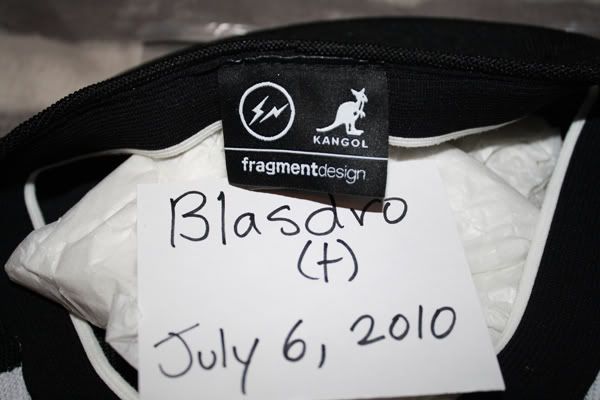 KANGOL
fragmentdesign
Blasdro
(t)
July 6, 2010